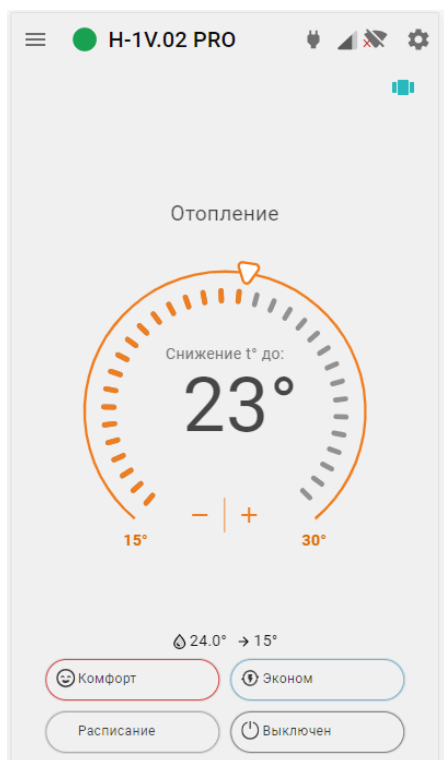 H-1V.02 PRO
Отопление
Снижение t° до:
23°
15° 30°
24.0° → 15°
Комфорт Эконом
Расписание Выключен